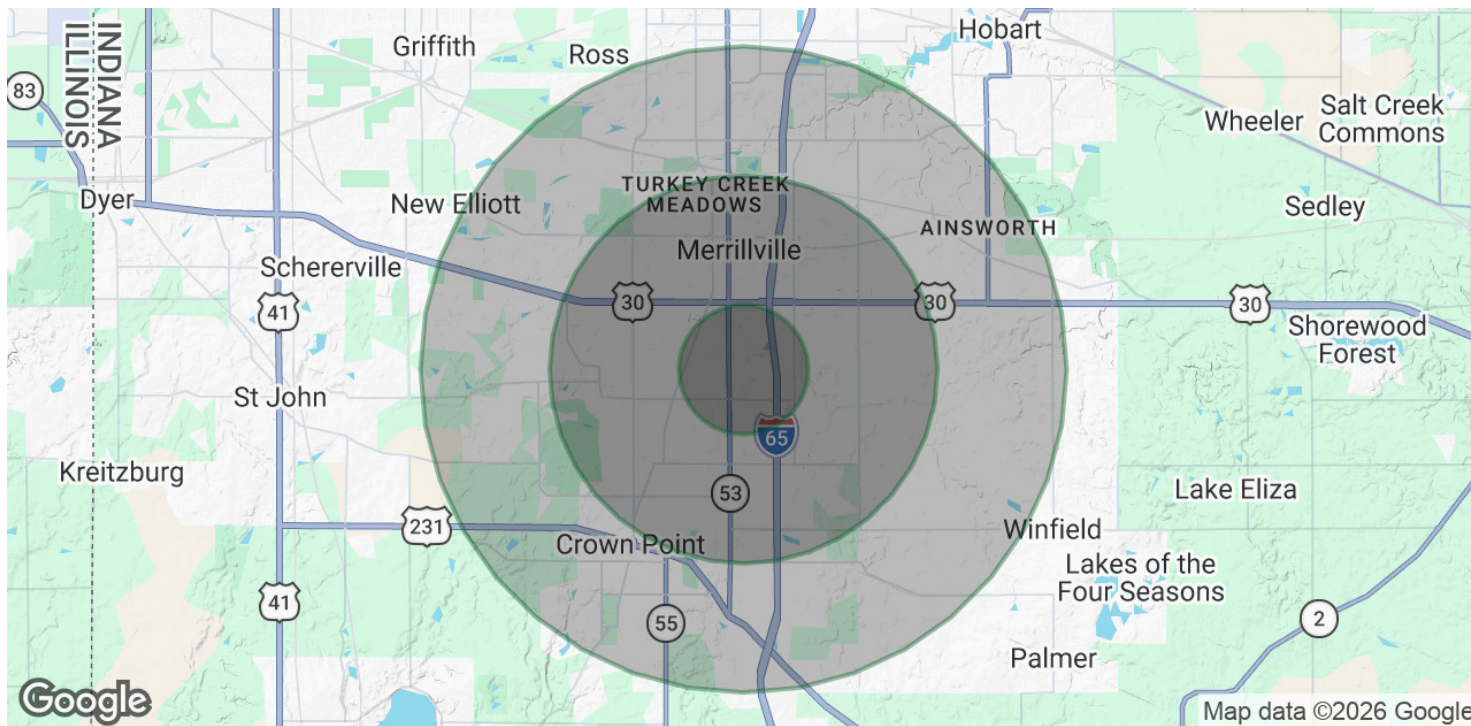 INDIANA
ILLINOIS
83
Griffith
Ross
Hobart
Wheeler
Salt Creek
Commons
Dyer
New Elliott
TURKEY CREEK
MEADOWS
Merrillville
AINSWORTH
Sedley
Schererville
41
30
30
30
Shorewood
Forest
St John
65
Kreitzburg
53
Lake Eliza
231
Crown Point
Winfield
Lakes of the
Four Seasons
41
55
2
Palmer
Google
Map data ©2026 Google